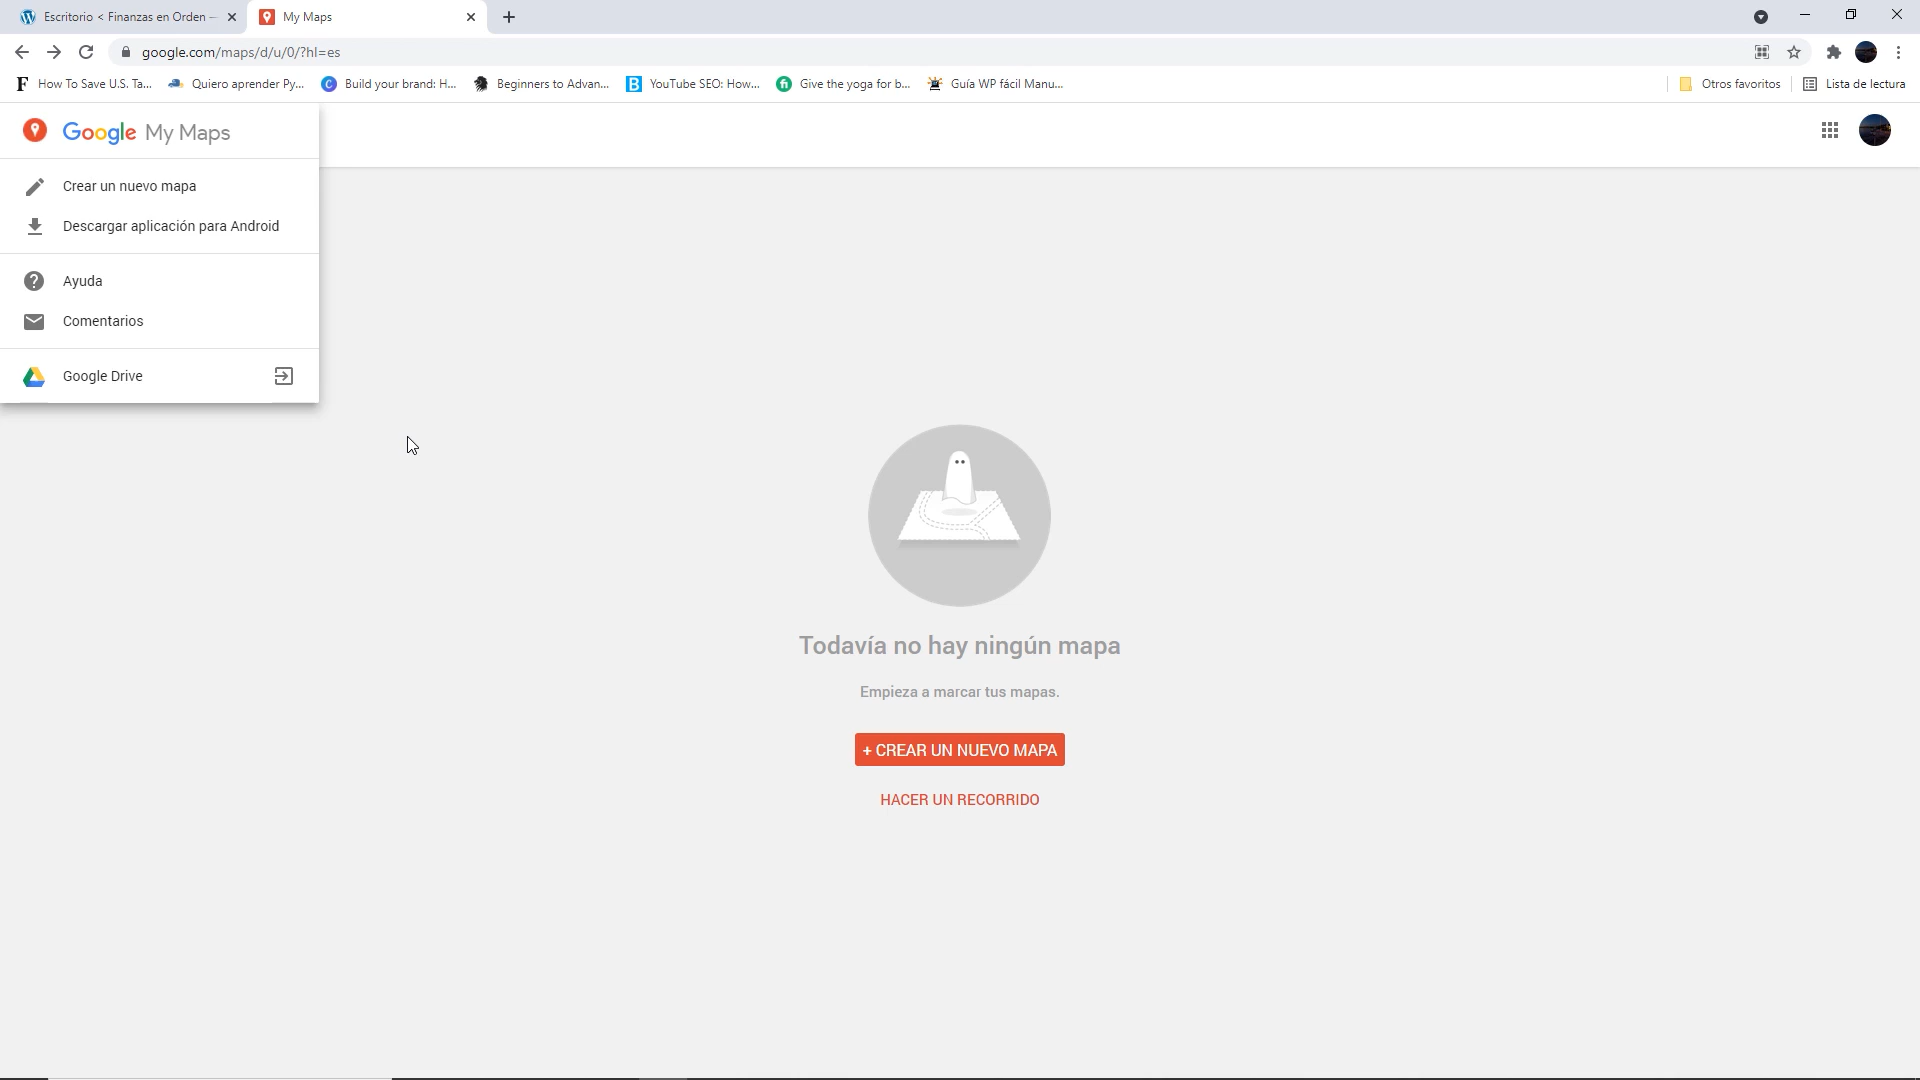 Escritorio < Finanzas en Orden –
My Maps
google.com/maps/d/u/0/?hl=es
How To Save U.S. Ta...
Quiero aprender Py...
Build your brand: H...
Beginners to Advan...
YouTube SEO: How...
Give the yoga for b...
Guía WP fácil Manu...
Otros favoritos
Lista de lectura
Google My Maps
Crear un nuevo mapa
Descargar aplicación para Android
Ayuda
Comentarios
Google Drive
Todavía no hay ningún mapa
Empieza a marcar tus mapas.
+ CREAR UN NUEVO MAPA
HACER UN RECORRIDO